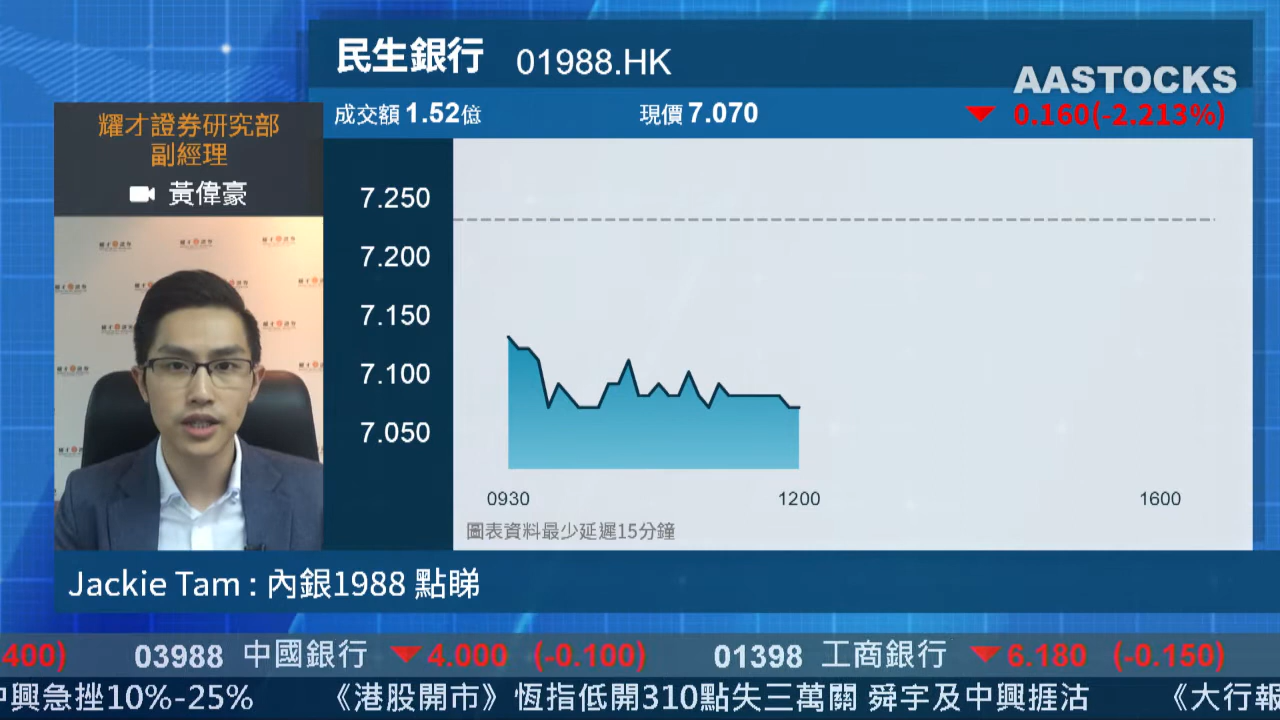 民生銀行 01988.HK
AASTOCKS
成交額 1.52億 現價 7.070 ▼ 0.160(-2.213%)
耀才證券研究部
副經理
黃偉豪
7.250
7.200
7.150
7.100
7.050
0930 1200 1600
圖表資料最少延遲15分鐘
Jackie Tam : 內銀1988 點睇
400) 03988 中國銀行 ▼ 4.000 (-0.100) 01398 工商銀行 ▼ 6.180 (-0.150)
中興急挫10%-25% 《港股開市》恆指低開310點失三萬關 舜宇及中興捱沽 《大行報